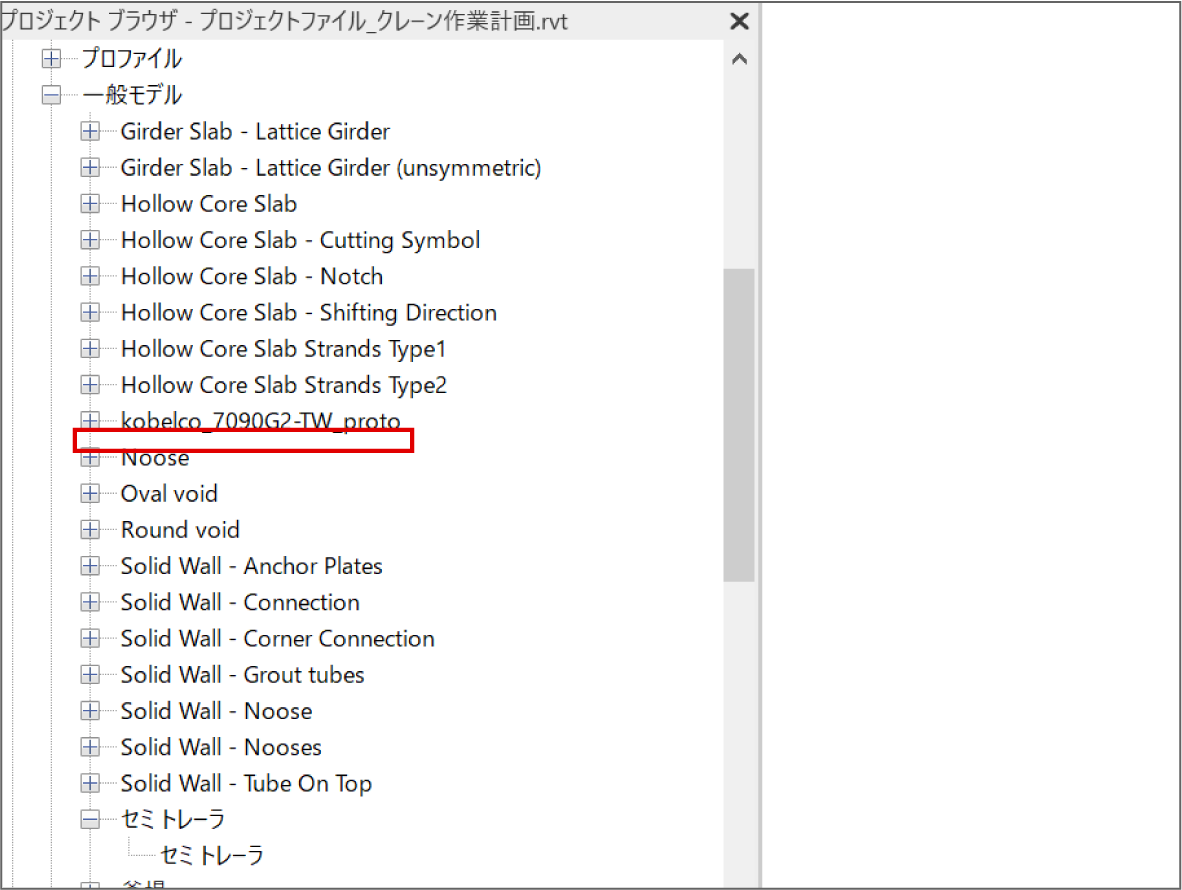 プロジェクト ブラウザ - プロジェクトファイル_クレーン作業計画.rvt
プロファイル
一般モデル
Girder Slab - Lattice Girder
Girder Slab - Lattice Girder (unsymmetric)
Hollow Core Slab
Hollow Core Slab - Cutting Symbol
Hollow Core Slab - Notch
Hollow Core Slab - Shifting Direction
Hollow Core Slab Strands Type1
Hollow Core Slab Strands Type2
kobelco_7090G2-TW_proto
Noose
Oval void
Round void
Solid Wall - Anchor Plates
Solid Wall - Connection
Solid Wall - Corner Connection
Solid Wall - Grout tubes
Solid Wall - Noose
Solid Wall - Nooses
Solid Wall - Tube On Top
セミトレーラ
セミトレーラ